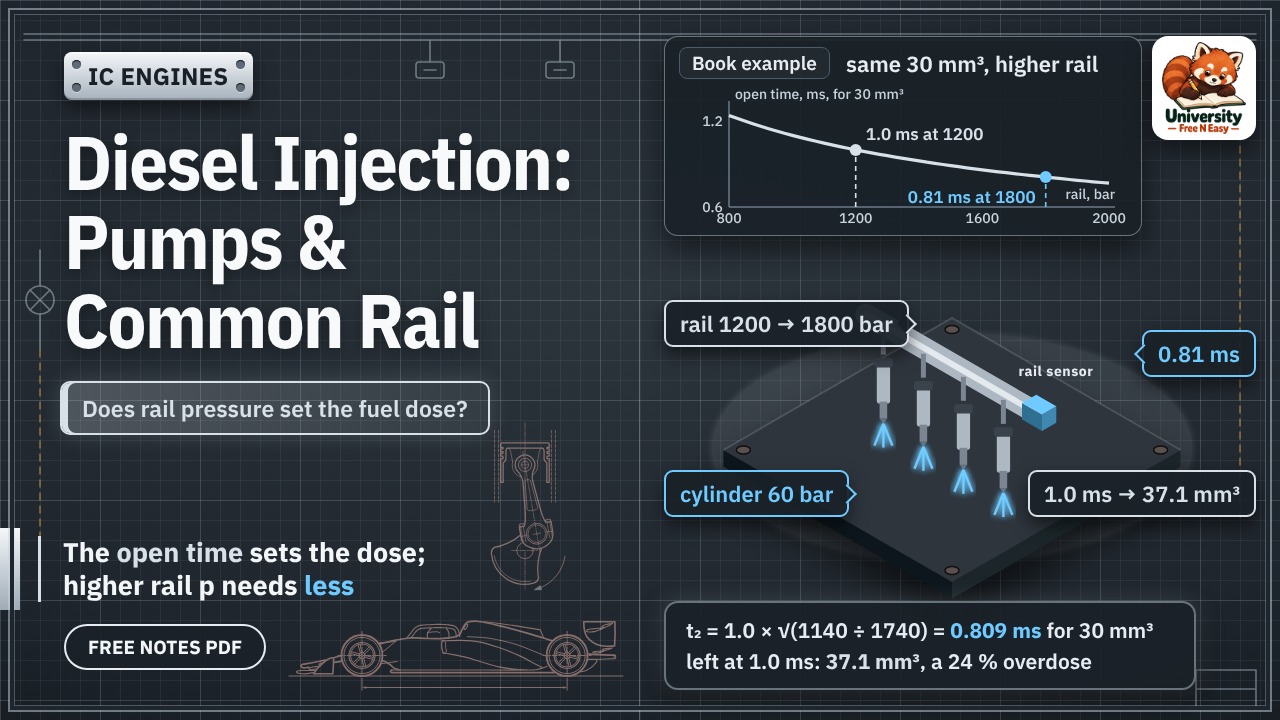 IC ENGINES
Diesel Injection:
Pumps &
Common Rail
Does rail pressure set the fuel dose?
The open time sets the dose;
higher rail p needs less
FREE NOTES PDF
Book example
same 30 mm³, higher rail
open time, ms, for 30 mm³
1.2
1.0 ms at 1200
0.81 ms at 1800
rail, bar
0.6
800
1200
1600
2000
University
Free N Easy
rail 1200 → 1800 bar
0.81 ms
rail sensor
cylinder 60 bar
1.0 ms → 37.1 mm³
t₂ = 1.0 × √(1140 ÷ 1740) = 0.809 ms for 30 mm³
left at 1.0 ms: 37.1 mm³, a 24 % overdose